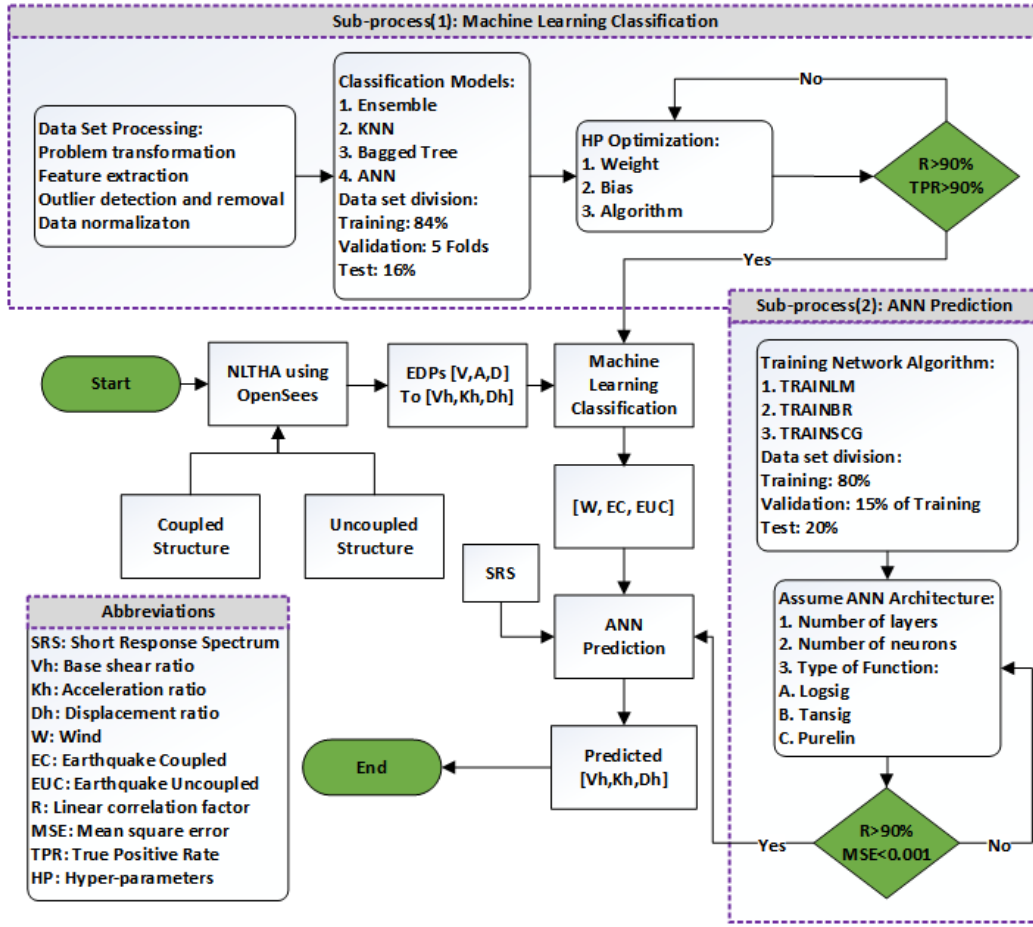 Sub-process(1): Machine Learning Classification
Data Set Processing:
Problem transformation
Feature extraction
Outlier detection and removal
Data normalizaton
Classification Models:
1. Ensemble
2. KNN
3. Bagged Tree
4. ANN
Data set division:
Training: 84%
Validation: 5 Folds
Test: 16%
HP Optimization:
1. Weight
2. Bias
3. Algorithm
No
R>90%
TPR>90%
Yes
Start
NLTHA using
OpenSees
EDPs [V,A,D]
To [Vh,Kh,Dh]
Machine
Learning
Classification
Coupled
Structure
Uncoupled
Structure
[W, EC, EUC]
SRS
ANN
Prediction
Predicted
[Vh,Kh,Dh]
End
Sub-process(2): ANN Prediction
Training Network Algorithm:
1. TRAINLM
2. TRAINBR
3. TRAINSCG
Data set division:
Training: 80%
Validation: 15% of Training
Test: 20%
Assume ANN Architecture:
1. Number of layers
2. Number of neurons
3. Type of Function:
A. Logsig
B. Tansig
C. Purelin
R>90%
MSE<0.001
Yes
No
Abbreviations
SRS: Short Response Spectrum
Vh: Base shear ratio
Kh: Acceleration ratio
Dh: Displacement ratio
W: Wind
EC: Earthquake Coupled
EUC: Earthquake Uncoupled
R: Linear correlation factor
MSE: Mean square error
TPR: True Positive Rate
HP: Hyper-parameters